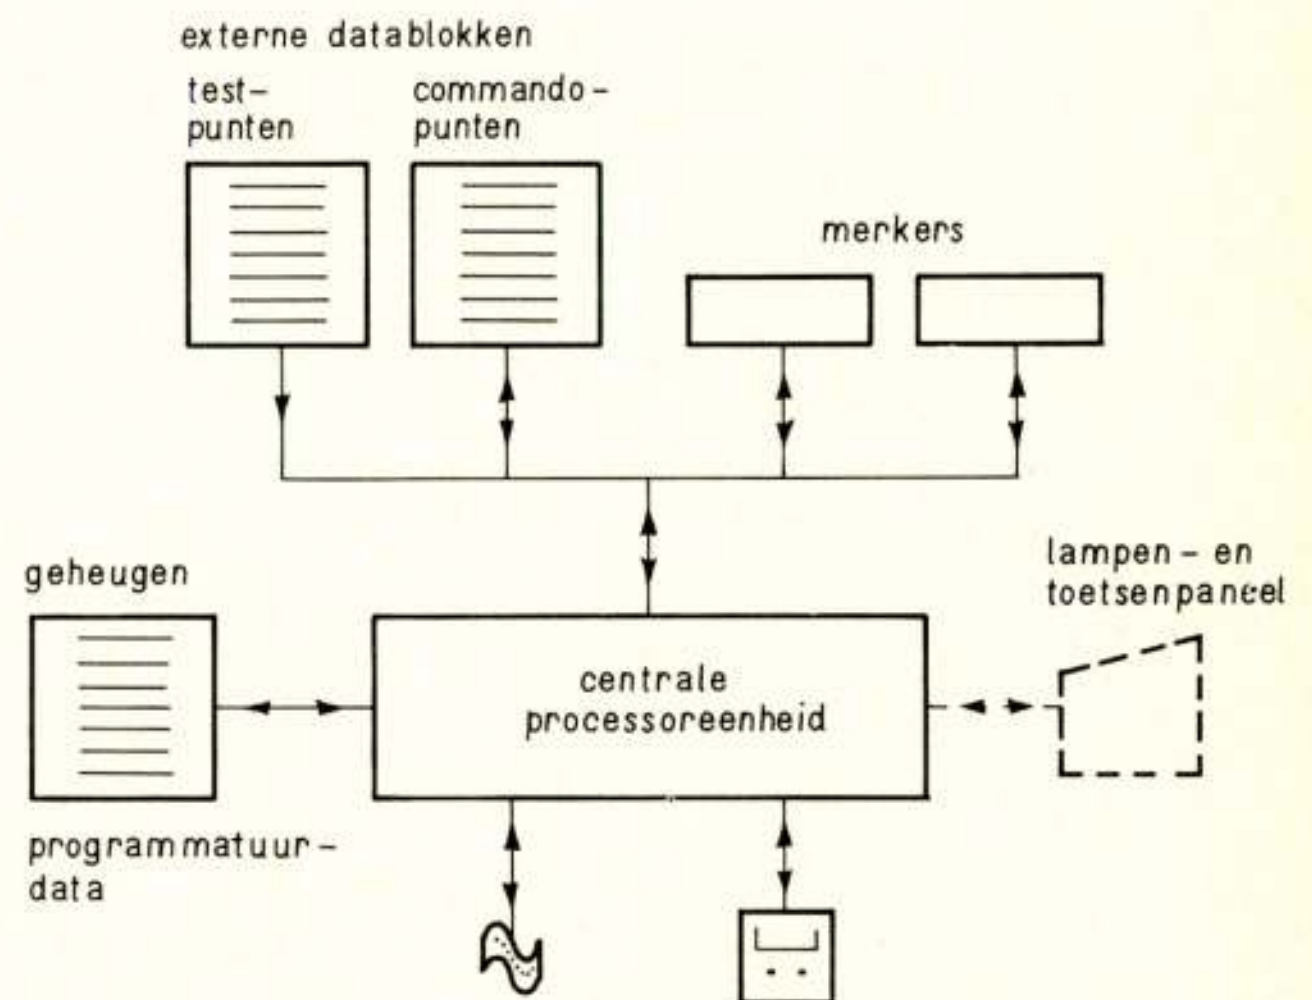 externe datablokken
test-
punten
commando-
punten
merkers
geheugen
lampen- en
toetsenpaneel
centrale
processoreenheid
programmatuur-
data